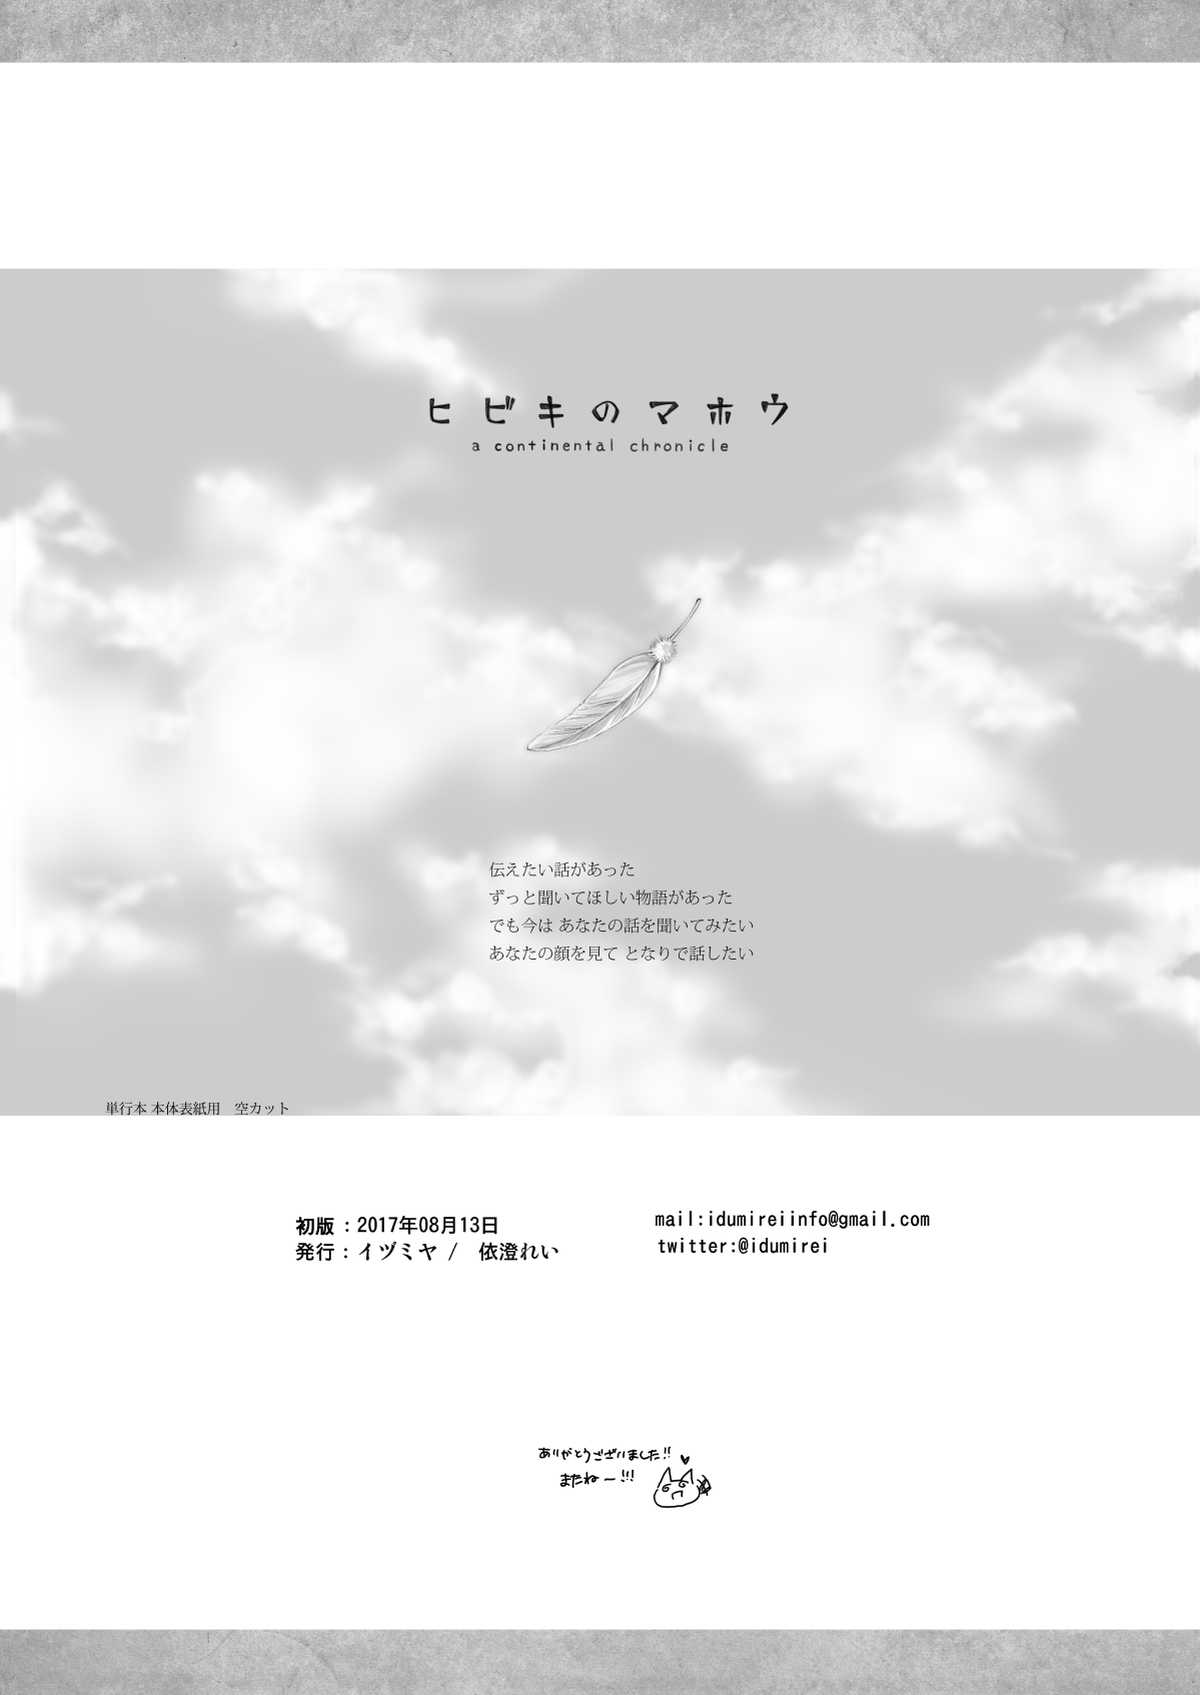 ヒビキのマホウ
a continental chronicle
伝えたい話があった
ずっと聞いてほしい物語があった
でも今は あなたの話を聞いてみたい
あなたの顔を見て となりで話したい
単行本 本体表紙用　空カット
初版：2017年08月13日
発行：イヅミヤ /　依澄れい
mail:idumireiinfo@gmail.com
twitter:@idumirei
ありがとうございました!!♥
またね～!!!